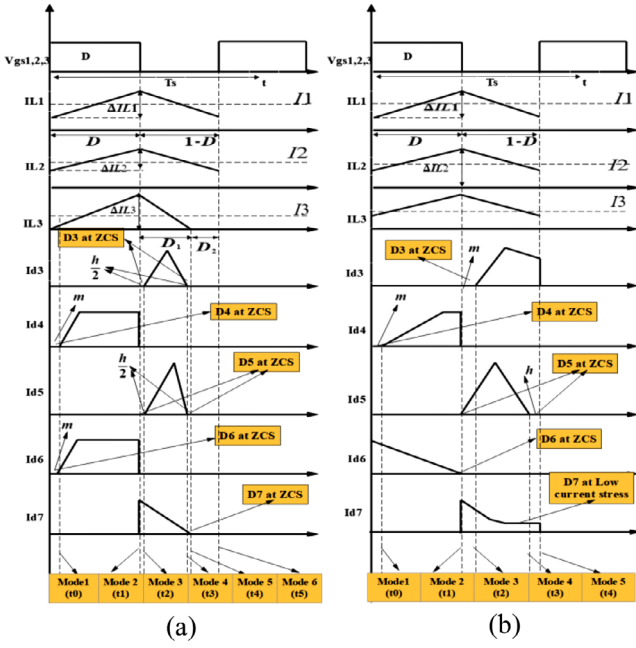 Vgs1,2,3
D
Ts
t
IL1
ΔIL1
I1
D
1-D
IL2
ΔIL2
I2
IL3
ΔIL3
I3
D3 at ZCS
D1
D2
h/2
Id3
m
D4 at ZCS
Id4
h/2
D5 at ZCS
Id5
m
D6 at ZCS
Id6
D7 at ZCS
Id7
Mode1 (t0)
Mode 2 (t1)
Mode 3 (t2)
Mode 4 (t3)
Mode 5 (t4)
Mode 6 (t5)
(a)
Vgs1,2,3
D
Ts
t
IL1
ΔIL1
I1
D
1-D
IL2
ΔIL2
I2
IL3
I3
D3 at ZCS
m
Id3
m
D4 at ZCS
Id4
D5 at ZCS
h
Id5
D6 at ZCS
Id6
D7 at Low
current stress
Id7
Mode1 (t0)
Mode 2 (t1)
Mode 3 (t2)
Mode 4 (t3)
Mode 5 (t4)
(b)